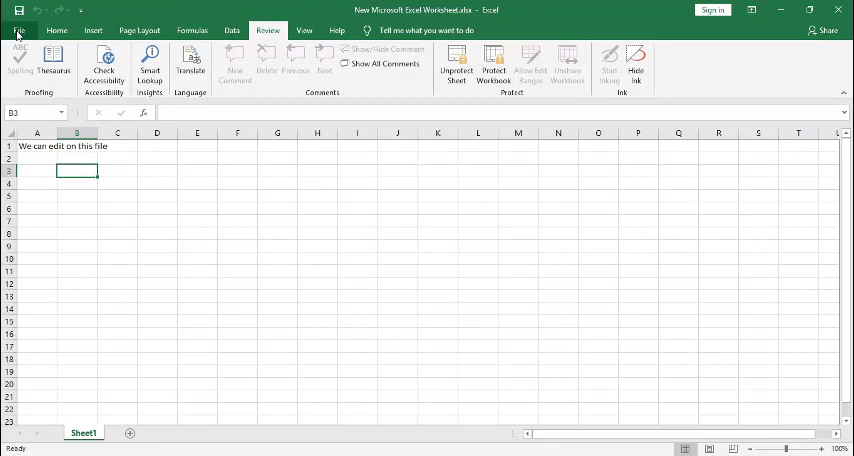 New Microsoft Excel Worksheet.xlsx - Excel
Sign in
File Home Insert Page Layout Formulas Data Review View Help Tell me what you want to do Share
ABC
Spelling Thesaurus
Proofing
Check Accessibility
Accessibility
Smart Lookup
Insights
Translate
Language
New Comment
Delete Previous Next
Show/Hide Comment
Show All Comments
Comments
Unprotect Sheet
Protect Workbook
Allow Edit Ranges
Unshare Workbook
Protect
Start Inking
Hide Ink
Ink
B3 fx
A B C D E F G H I J K L M N O P Q R S T U
1 We can edit on this file
2
3
4
5
6
7
8
9
10
11
12
13
14
15
16
17
18
19
20
21
22
23
Sheet1
Ready 100%